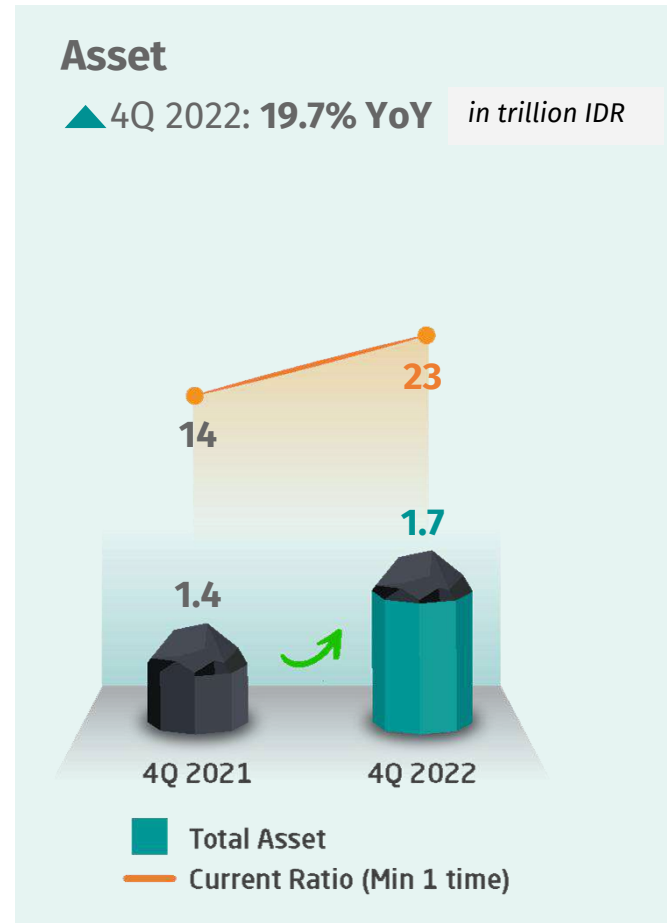 Asset
4Q 2022: 19.7% YoY
in trillion IDR
23
14
1.7
1.4
4Q 2021
4Q 2022
Total Asset
Current Ratio (Min 1 time)